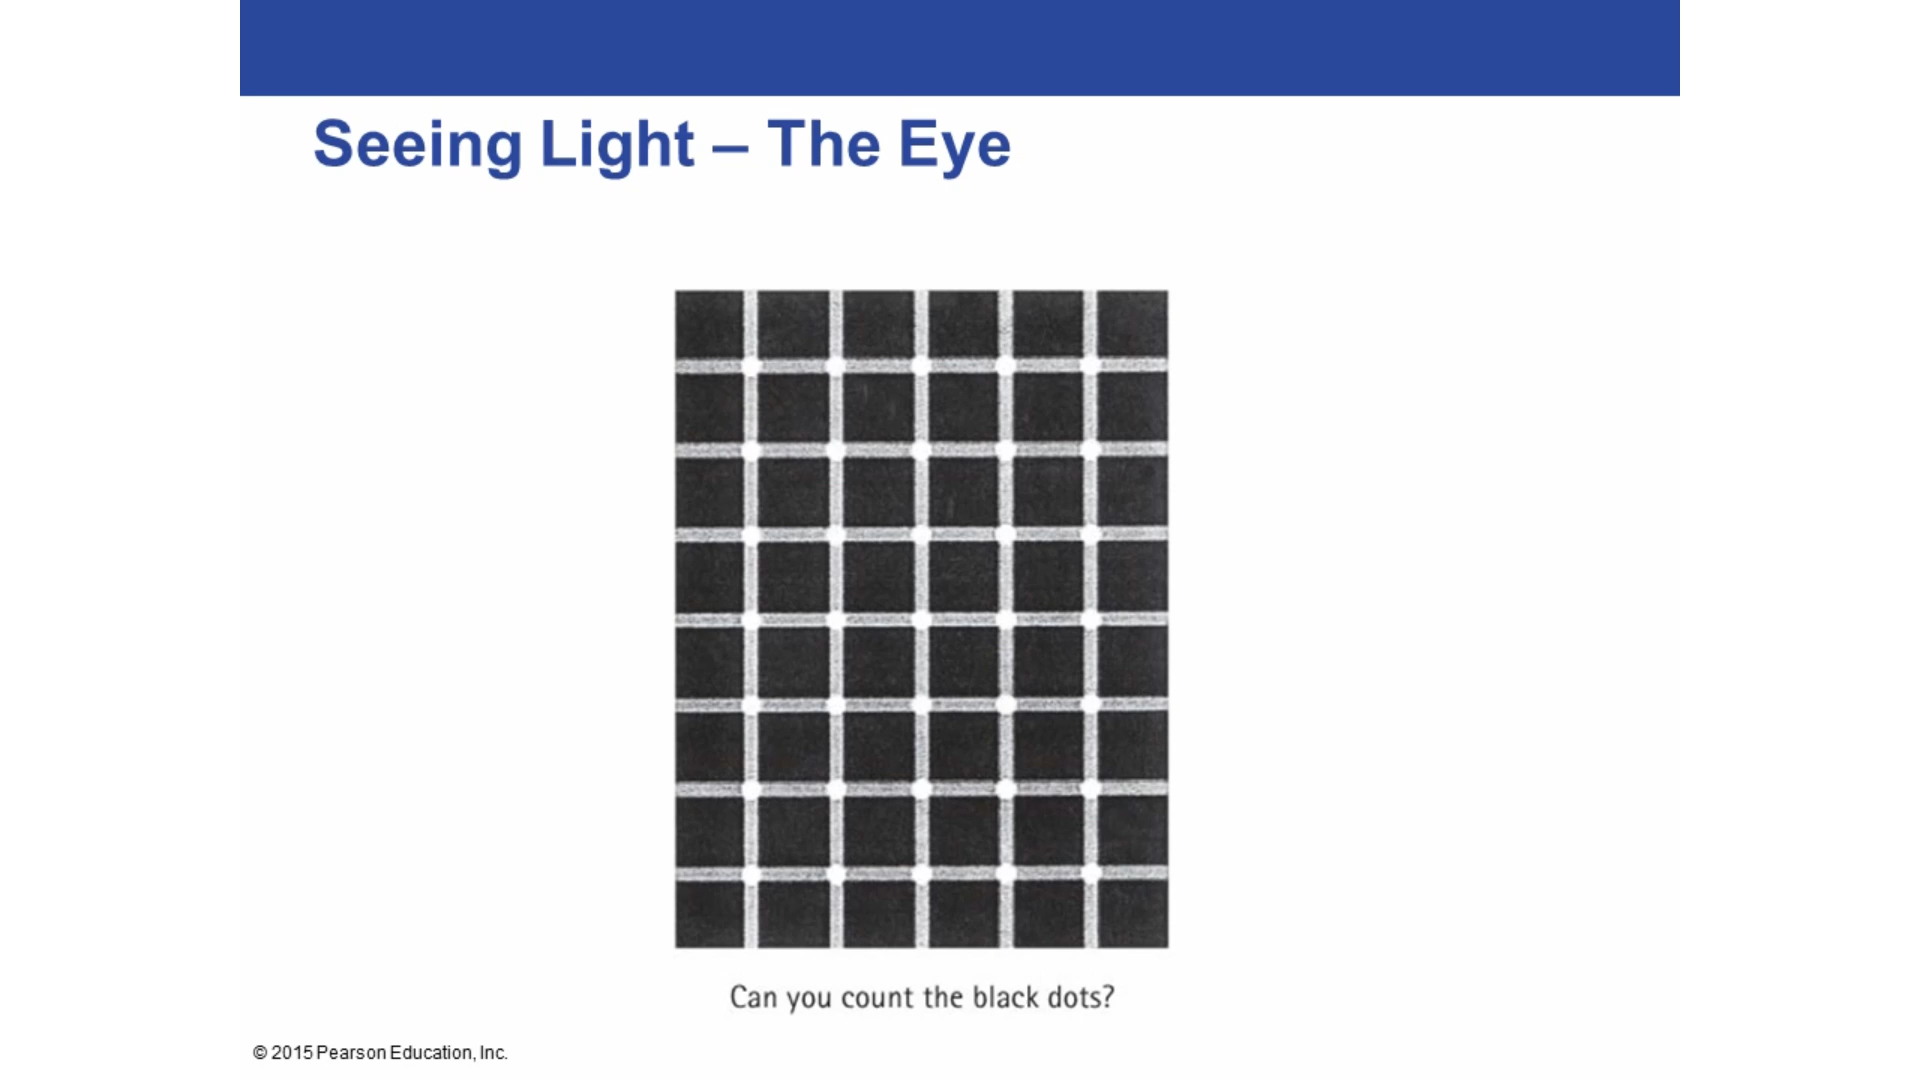 Seeing Light – The Eye
Can you count the black dots?
© 2015 Pearson Education, Inc.